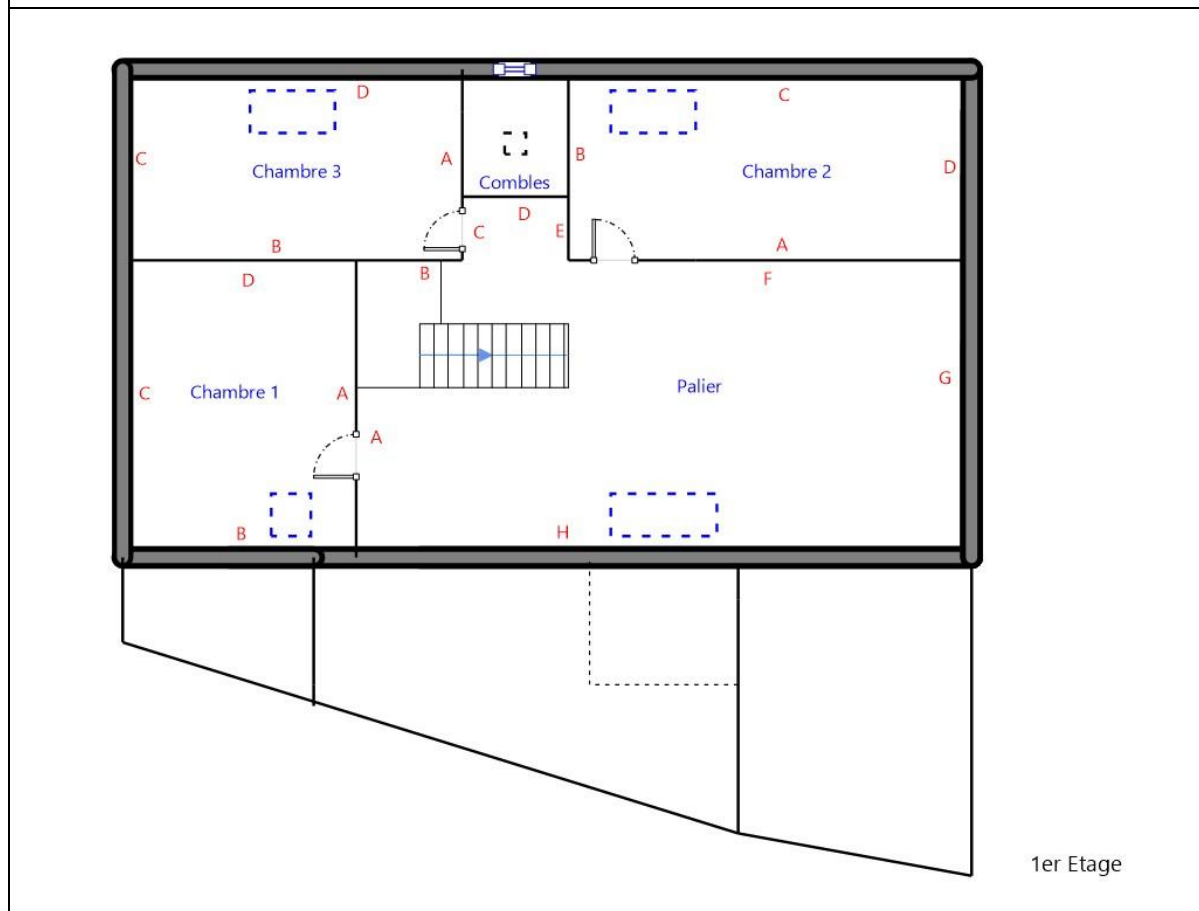 D
C
C
A
B
D
Chambre 3
Combles
Chambre 2
D
C
E
B
A
D
B
F
C
Chambre 1
A
Palier
G
A
B
H
1er Etage